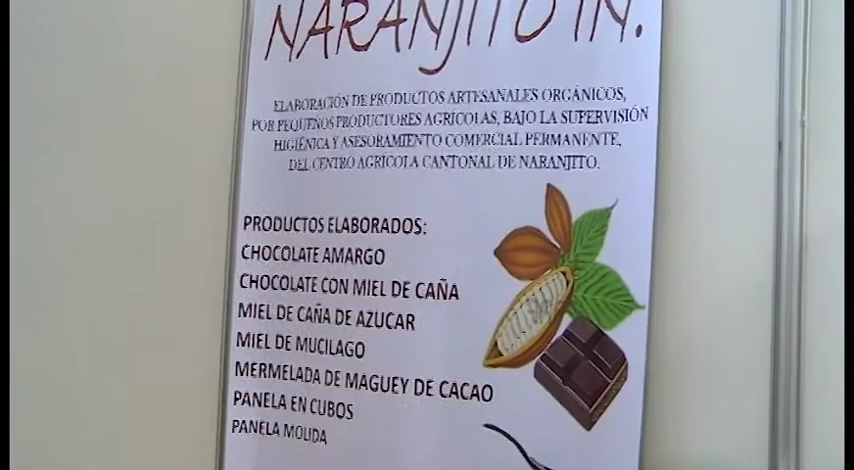 NARANJITO IN.
ELABORACIÓN DE PRODUCTOS ARTESANALES ORGÁNICOS,
POR PEQUEÑOS PRODUCTORES AGRÍCOLAS, BAJO LA SUPERVISIÓN
HIGIÉNICA Y ASESORAMIENTO COMERCIAL PERMANENTE,
DEL CENTRO AGRÍCOLA CANTONAL DE NARANJITO.
PRODUCTOS ELABORADOS:
CHOCOLATE AMARGO
CHOCOLATE CON MIEL DE CAÑA
MIEL DE CAÑA DE AZUCAR
MIEL DE MUCILAGO
MERMELADA DE MAGUEY DE CACAO
PANELA EN CUBOS
PANELA MOLIDA